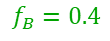 f_B = 0.4